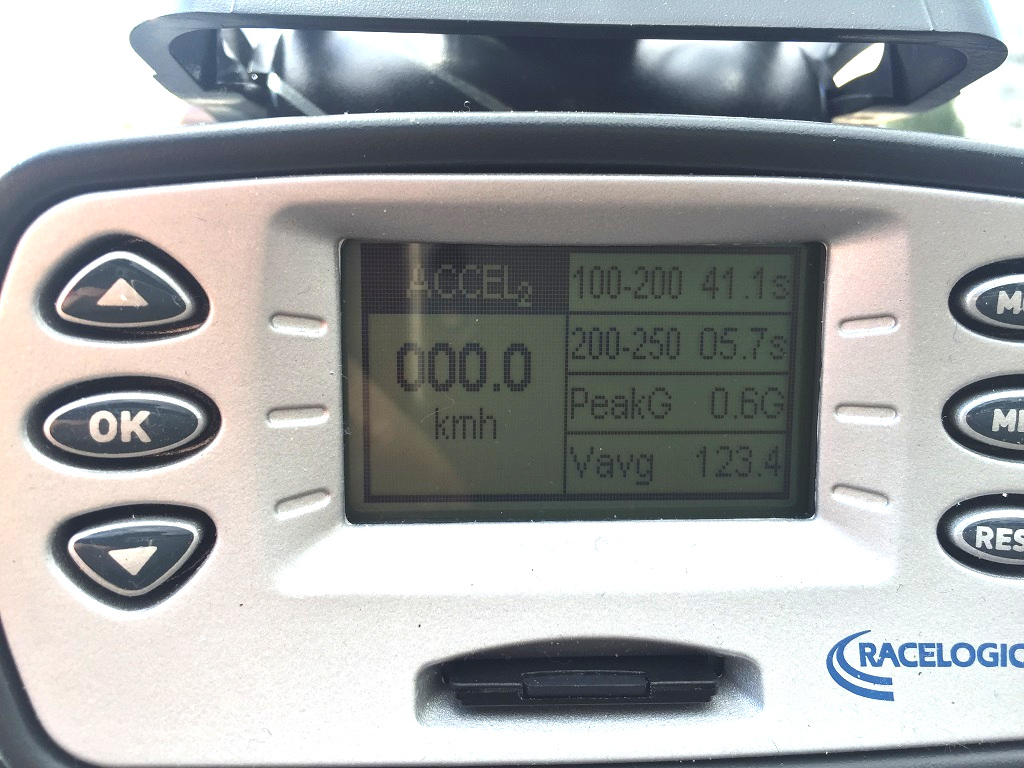 ACCEL2
000.0
kmh
100-200 41.1s
200-250 05.7s
PeakG 0.6G
Vavg 123.4
OK
RACELOGIC